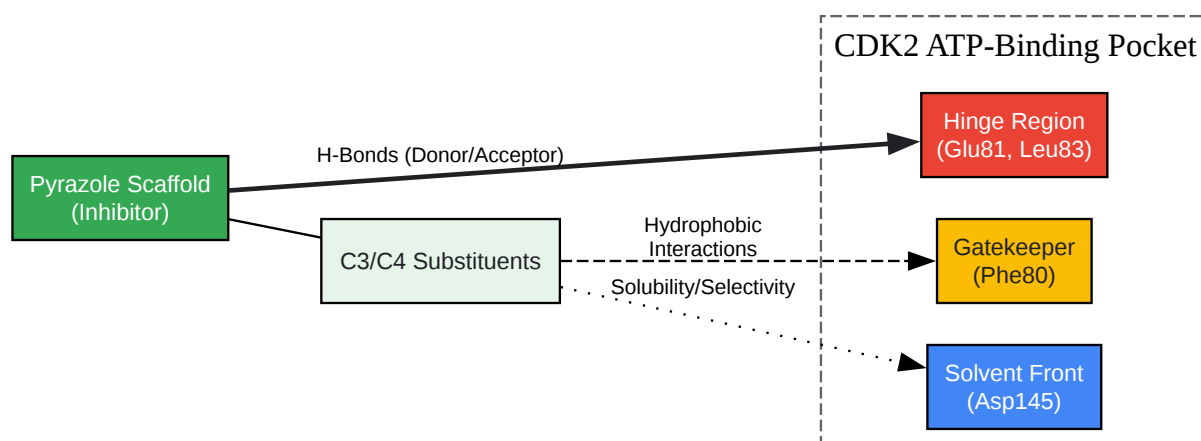 CDK2 ATP-Binding Pocket
Hinge Region
(Glu81, Leu83)
H-Bonds (Donor/Acceptor)
Pyrazole Scaffold
(Inhibitor)
C3/C4 Substituents
Hydrophobic
Interactions
Gatekeeper
(Phe80)
Solubility/Selectivity
Solvent Front
(Asp145)